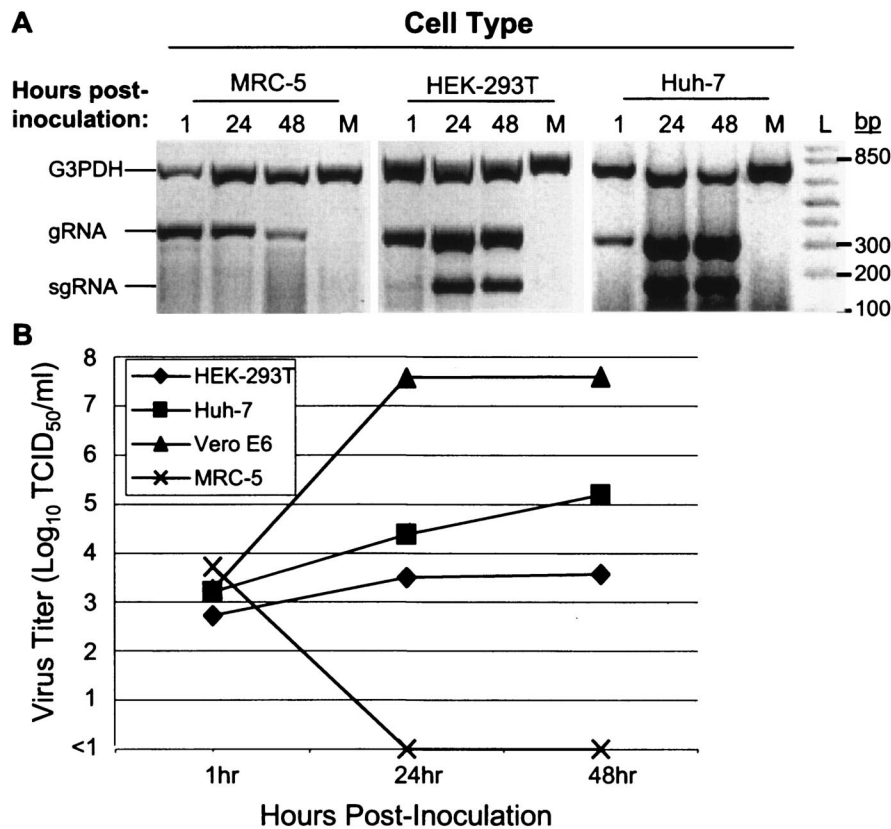 A
Cell Type
Hours post-
inoculation:
MRC-5
HEK-293T
Huh-7
1 24 48 M
1 24 48 M
1 24 48 M
L
bp
G3PDH
gRNA
sgRNA
850
300
200
100
B
Virus Titer (Log10 TCID50/ml)
8
7
6
5
4
3
2
1
<1
HEK-293T
Huh-7
Vero E6
MRC-5
1hr
24hr
48hr
Hours Post-Inoculation